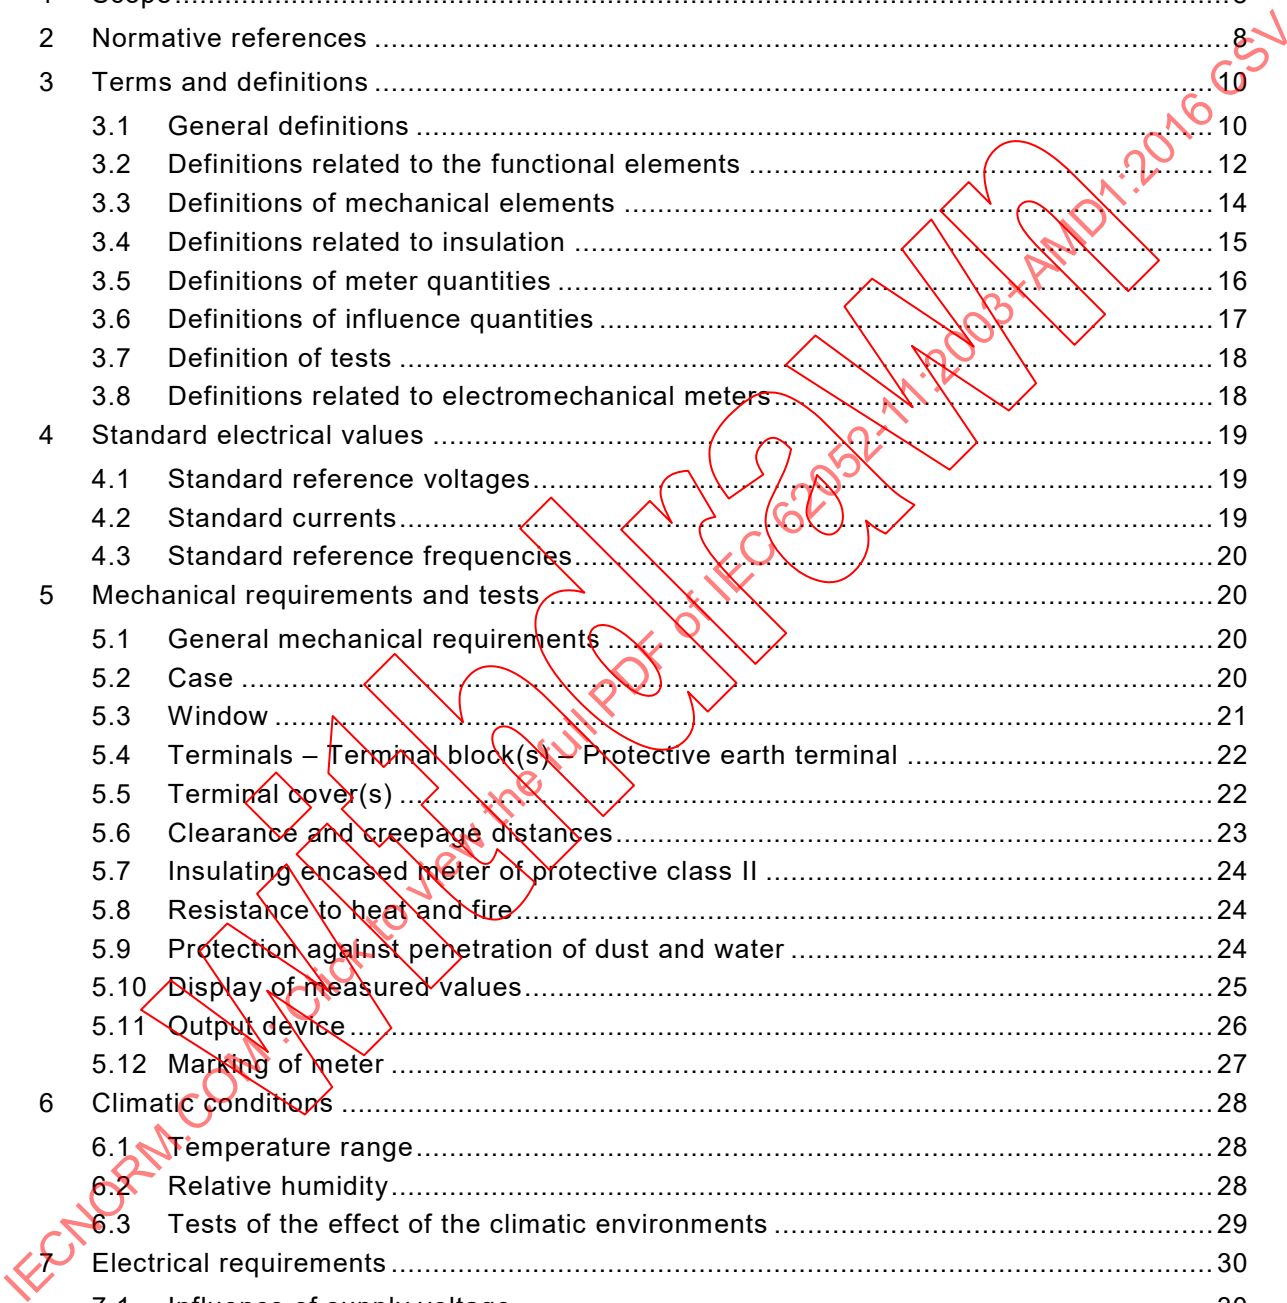 Scope
2 Normative references ........ 8
3 Terms and definitions ........ 10
3.1 General definitions ........ 10
3.2 Definitions related to the functional elements ........ 12
3.3 Definitions of mechanical elements ........ 14
3.4 Definitions related to insulation ........ 15
3.5 Definitions of meter quantities ........ 16
3.6 Definitions of influence quantities ........ 17
3.7 Definition of tests ........ 18
3.8 Definitions related to electromechanical meters ........ 18
4 Standard electrical values ........ 19
4.1 Standard reference voltages ........ 19
4.2 Standard currents ........ 19
4.3 Standard reference frequencies ........ 20
5 Mechanical requirements and tests ........ 20
5.1 General mechanical requirements ........ 20
5.2 Case ........ 20
5.3 Window ........ 21
5.4 Terminals – Terminal block(s) – Protective earth terminal ........ 22
5.5 Terminal cover(s) ........ 22
5.6 Clearance and creepage distances ........ 23
5.7 Insulating encased meter of protective class II ........ 24
5.8 Resistance to heat and fire ........ 24
5.9 Protection against penetration of dust and water ........ 24
5.10 Display of measured values ........ 25
5.11 Output device ........ 26
5.12 Marking of meter ........ 27
6 Climatic conditions ........ 28
6.1 Temperature range ........ 28
6.2 Relative humidity ........ 28
6.3 Tests of the effect of the climatic environments ........ 29
7 Electrical requirements ........ 30
7.1 Influence of supply voltage ........ 30
IECNORM.COM : Click to view the full PDF of IEC 62052-11:2003+AMD1:2016 CSV
Withdrawn